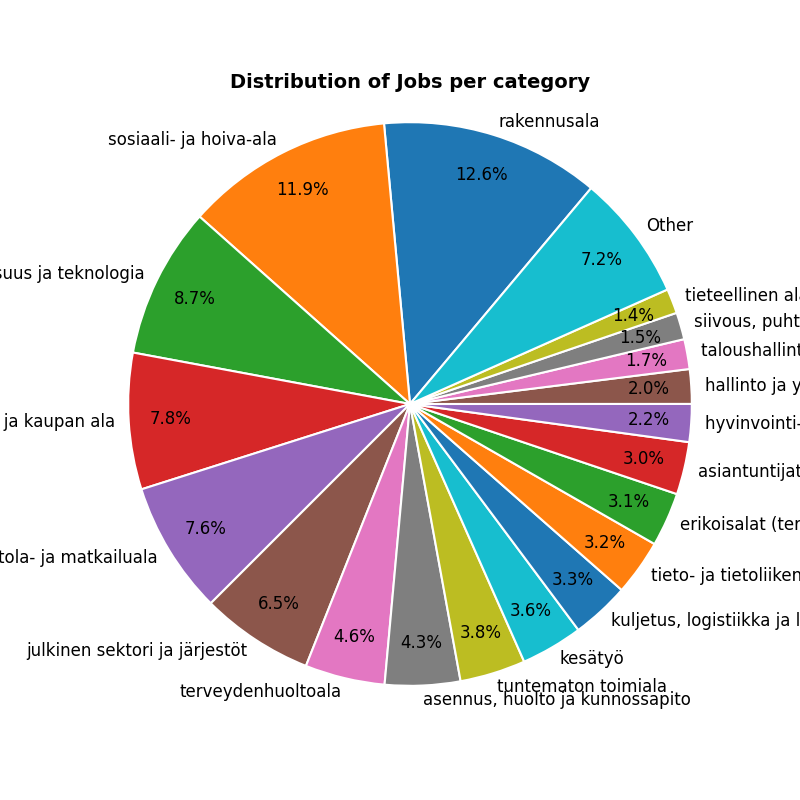 Distribution of Jobs per category
rakennusala
12.6%
sosiaali- ja hoiva-ala
11.9%
suus ja teknologia
8.7%
ja kaupan ala
7.8%
tola- ja matkailuala
7.6%
julkinen sektori ja järjestöt
6.5%
terveydenhuoltoala
4.6%
asennus, huolto ja kunnossapito
4.3%
tuntematon toimiala
3.8%
kesätyö
3.6%
kuljetus, logistiikka ja l
3.3%
tieto- ja tietoliiken
3.2%
erikoisalat (ter
3.1%
asiantuntijat
3.0%
hyvinvointi-
2.2%
hallinto ja y
2.0%
taloushallint
1.7%
siivous, puht
1.5%
tieteellinen ala
1.4%
Other
7.2%